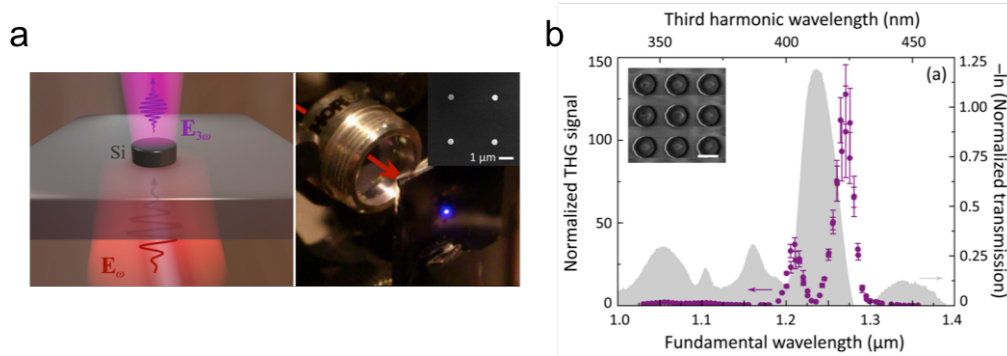 a
E3ω
Si
Eω
HOR
1 µm
b
Third harmonic wavelength (nm)
350
400
450
(a)
Normalized THG signal
150
100
50
0
–ln (Normalized transmission)
1.25
1.00
0.75
0.50
0.25
0
1.0
1.1
1.2
1.3
1.4
Fundamental wavelength (µm)